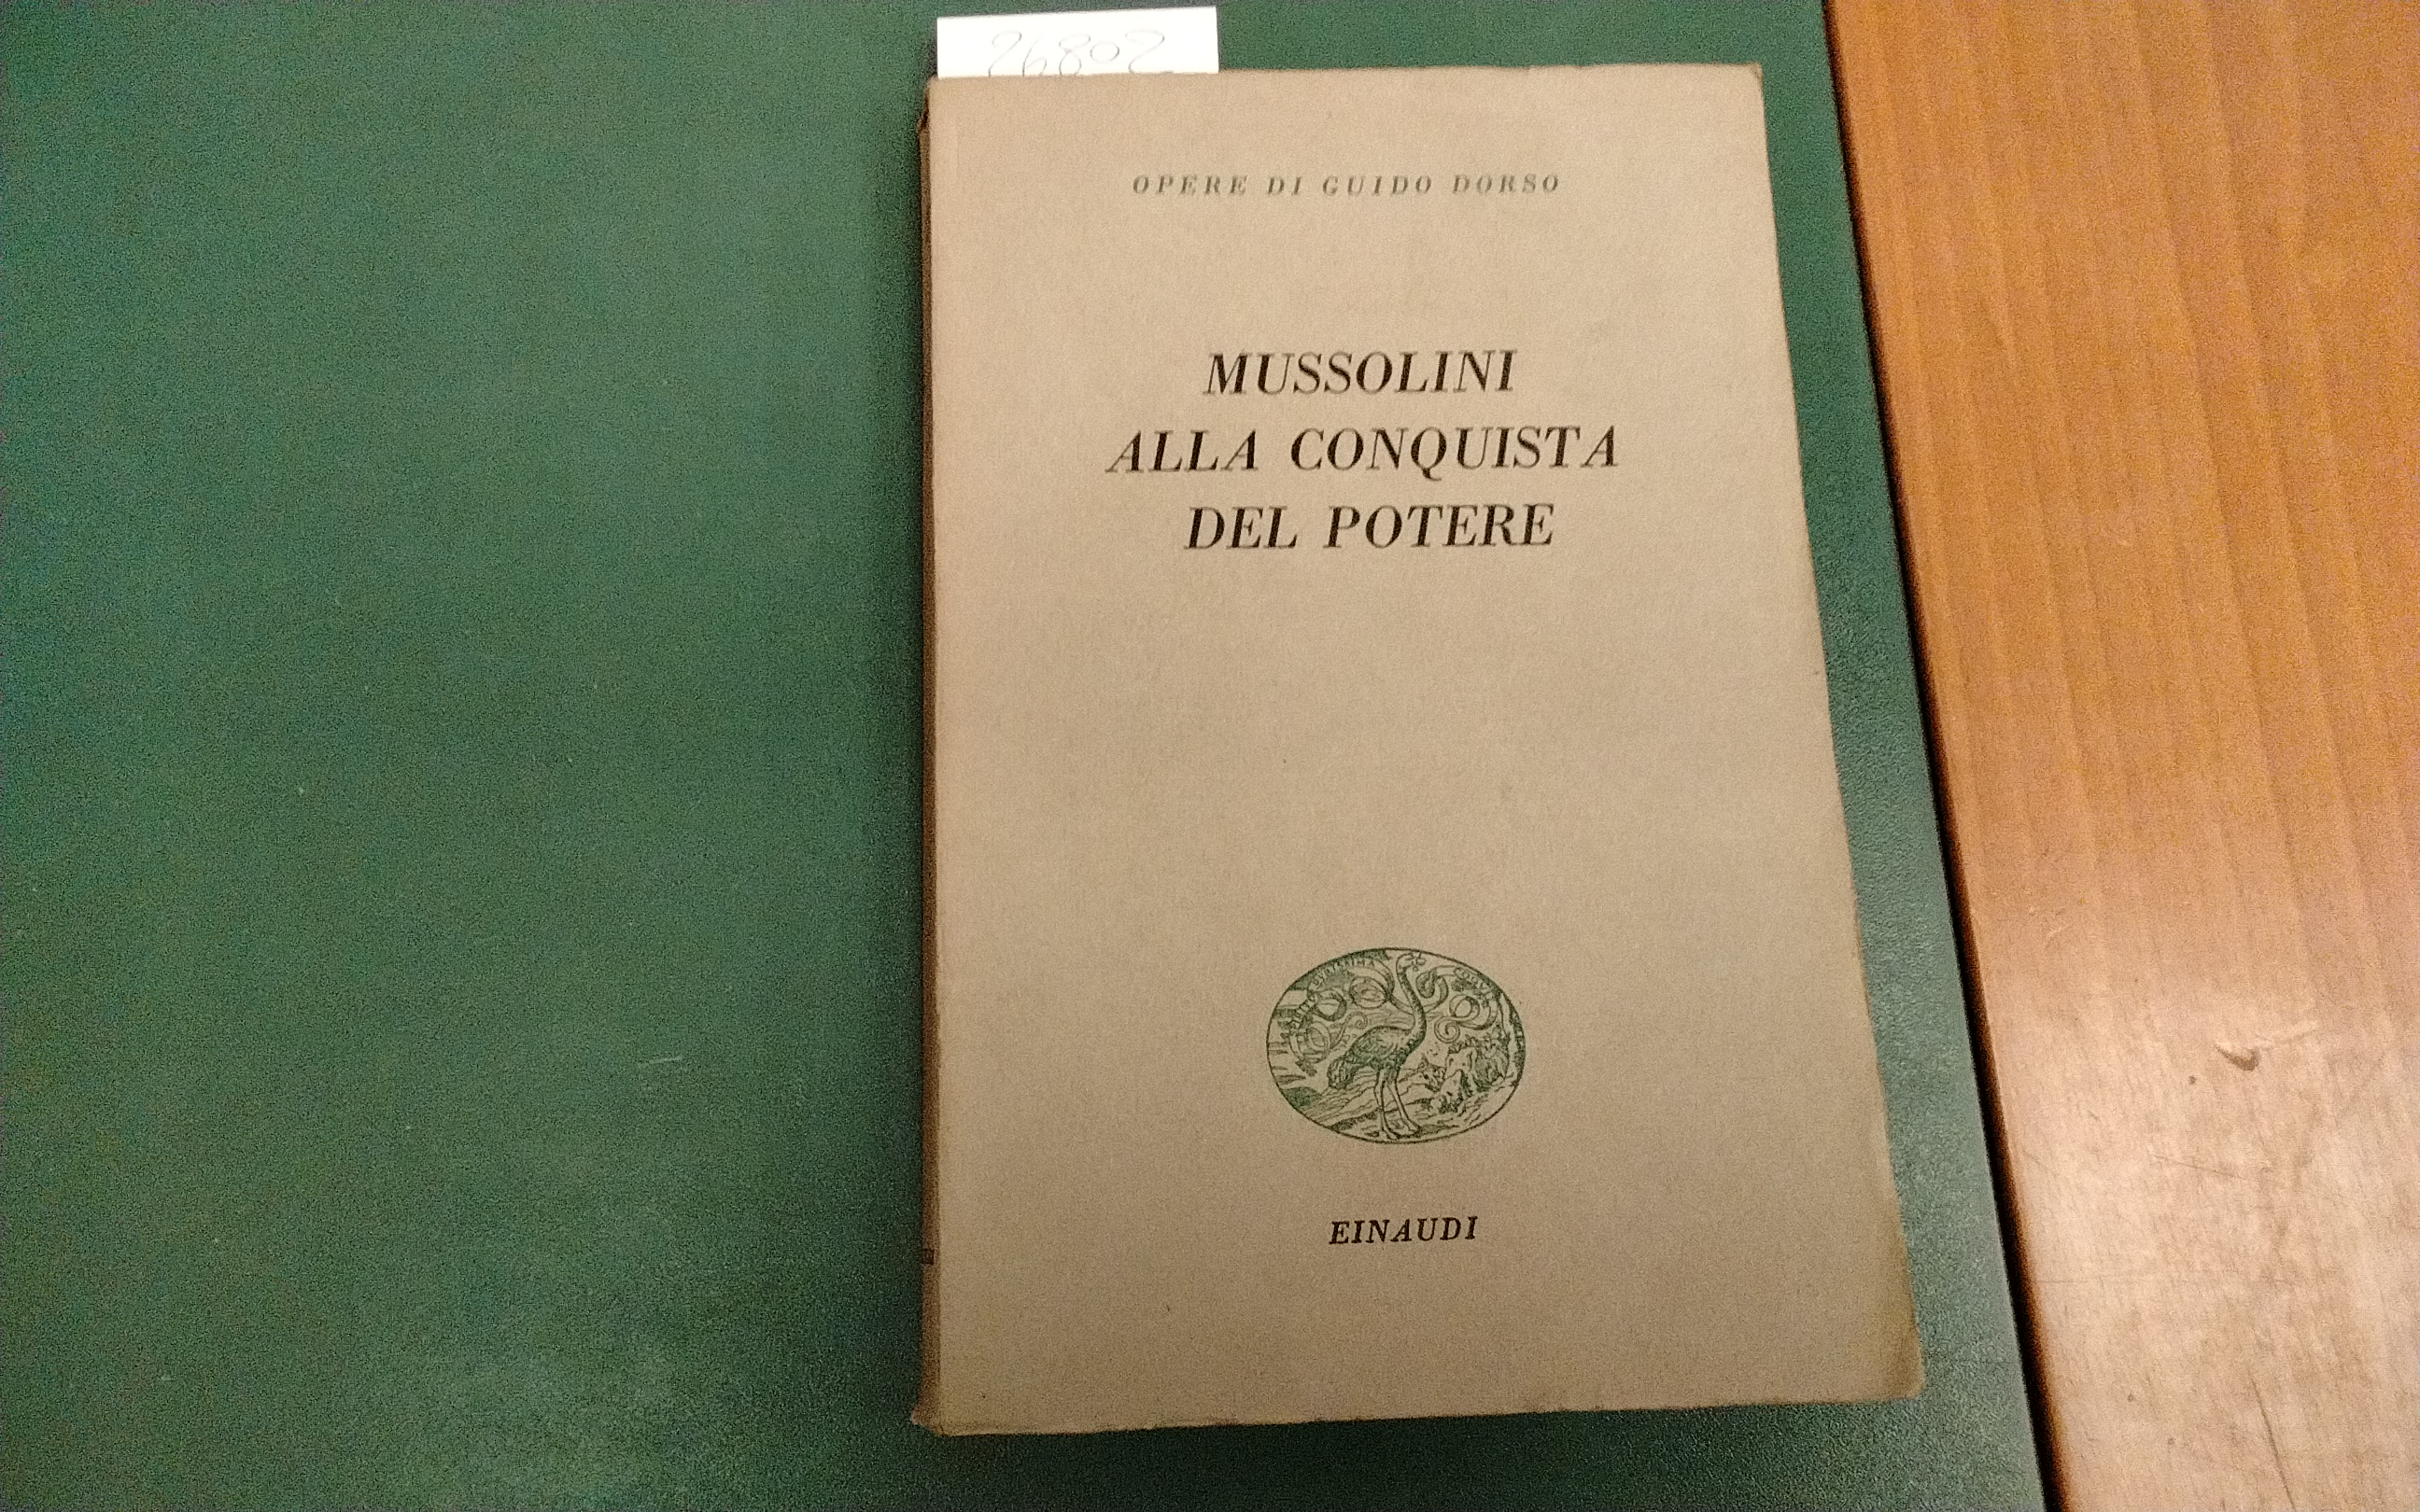 26802
OPERE DI GUIDO DORSO
MUSSOLINI
ALLA CONQUISTA
DEL POTERE
EINAUDI